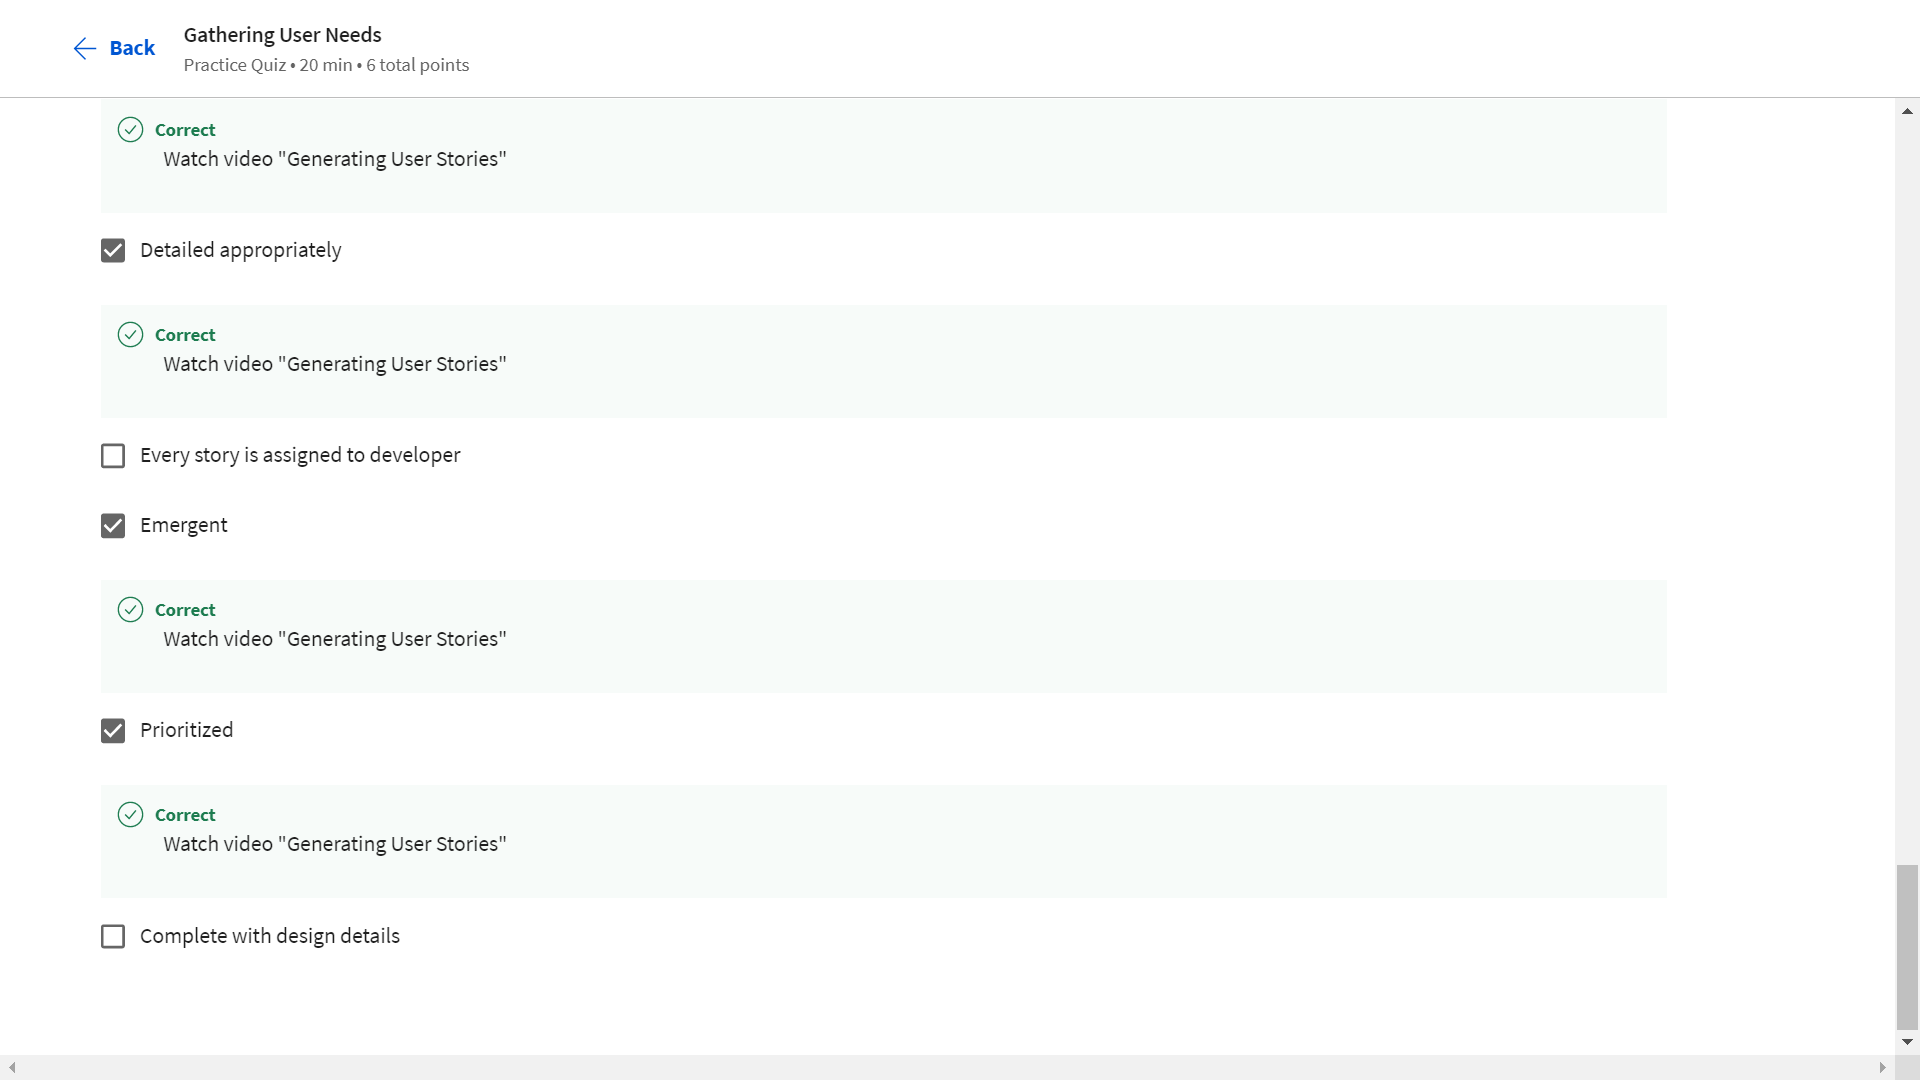 Back
Gathering User Needs
Practice Quiz • 20 min • 6 total points
Correct
Watch video "Generating User Stories"
Detailed appropriately
Correct
Watch video "Generating User Stories"
Every story is assigned to developer
Emergent
Correct
Watch video "Generating User Stories"
Prioritized
Correct
Watch video "Generating User Stories"
Complete with design details